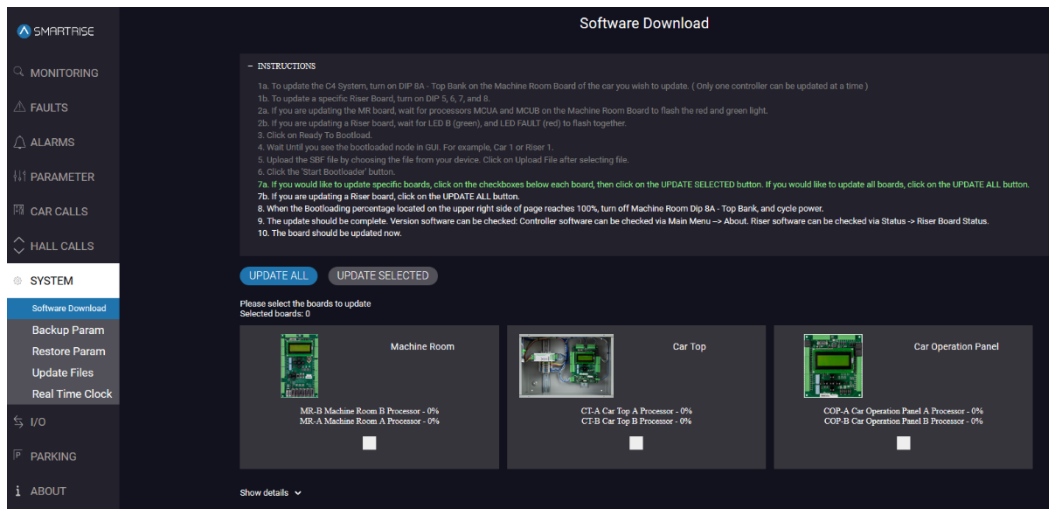 SMARTRISE
Software Download
MONITORING
FAULTS
ALARMS
PARAMETER
CAR CALLS
HALL CALLS
SYSTEM
Software Download
Backup Param
Restore Param
Update Files
Real Time Clock
I/O
PARKING
ABOUT
− INSTRUCTIONS
1a. To update the C4 System, turn on DIP 8A - Top Bank on the Machine Room Board of the car you wish to update. ( Only one controller can be updated at a time )
1b. To update a specific Riser Board, turn on DIP 5, 6, 7, and 8.
2a. If you are updating the MR board, wait for processors MCUA and MCUB on the Machine Room Board to flash the red and green light.
2b. If you are updating a Riser board, wait for LED B (green), and LED FAULT (red) to flash together.
3. Click on Ready To Bootload.
4. Wait Until you see the bootloaded node in GUI. For example, Car 1 or Riser 1.
5. Upload the SBF file by choosing the file from your device. Click on Upload File after selecting file.
6. Click the 'Start Bootloader' button.
7a. If you would like to update specific boards, click on the checkboxes below each board, then click on the UPDATE SELECTED button. If you would like to update all boards, click on the UPDATE ALL button.
7b. If you are updating a Riser board, click on the UPDATE ALL button.
8. When the Bootloading percentage located on the upper right side of page reaches 100%, turn off Machine Room Dip 8A - Top Bank, and cycle power.
9. The update should be complete. Version software can be checked: Controller software can be checked via Main Menu --> About. Riser software can be checked via Status -> Riser Board Status.
10. The board should be updated now.
UPDATE ALL
UPDATE SELECTED
Please select the boards to update
Selected boards: 0
Machine Room
MR-B Machine Room B Processor - 0%
MR-A Machine Room A Processor - 0%
Car Top
CT-A Car Top A Processor - 0%
CT-B Car Top B Processor - 0%
Car Operation Panel
COP-A Car Operation Panel A Processor - 0%
COP-B Car Operation Panel B Processor - 0%
Show details